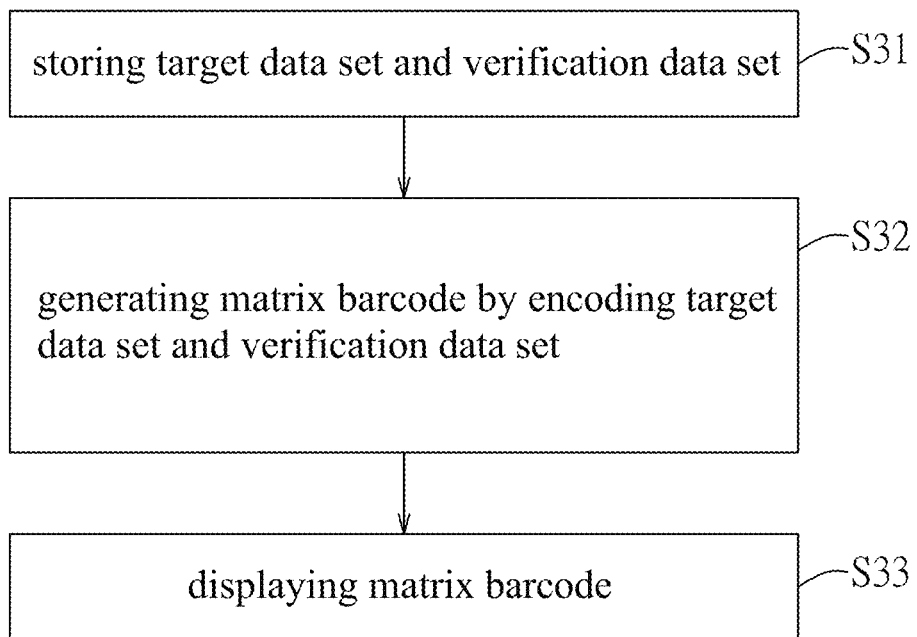 storing target data set and verification data set
S31
S32
generating matrix barcode by encoding target
data set and verification data set
displaying matrix barcode
S33